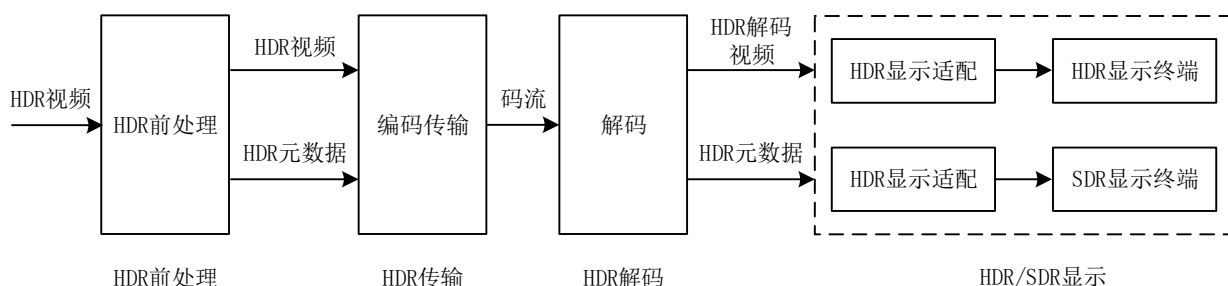 HDR视频
HDR前处理
HDR视频
HDR元数据
编码传输
码流
解码
HDR解码
视频
HDR元数据
HDR显示适配
HDR显示终端
HDR显示适配
SDR显示终端
HDR前处理
HDR传输
HDR解码
HDR/SDR显示